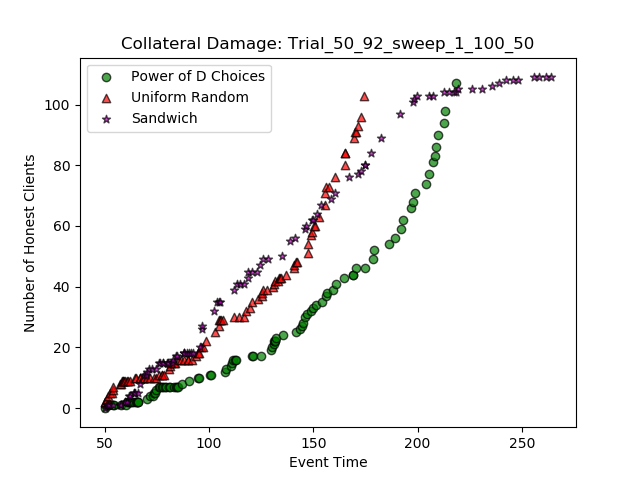 Collateral Damage: Trial_50_92_sweep_1_100_50
Power of D Choices
Uniform Random
Sandwich
Number of Honest Clients
100
80
60
40
20
0
50
100
150
200
250
Event Time